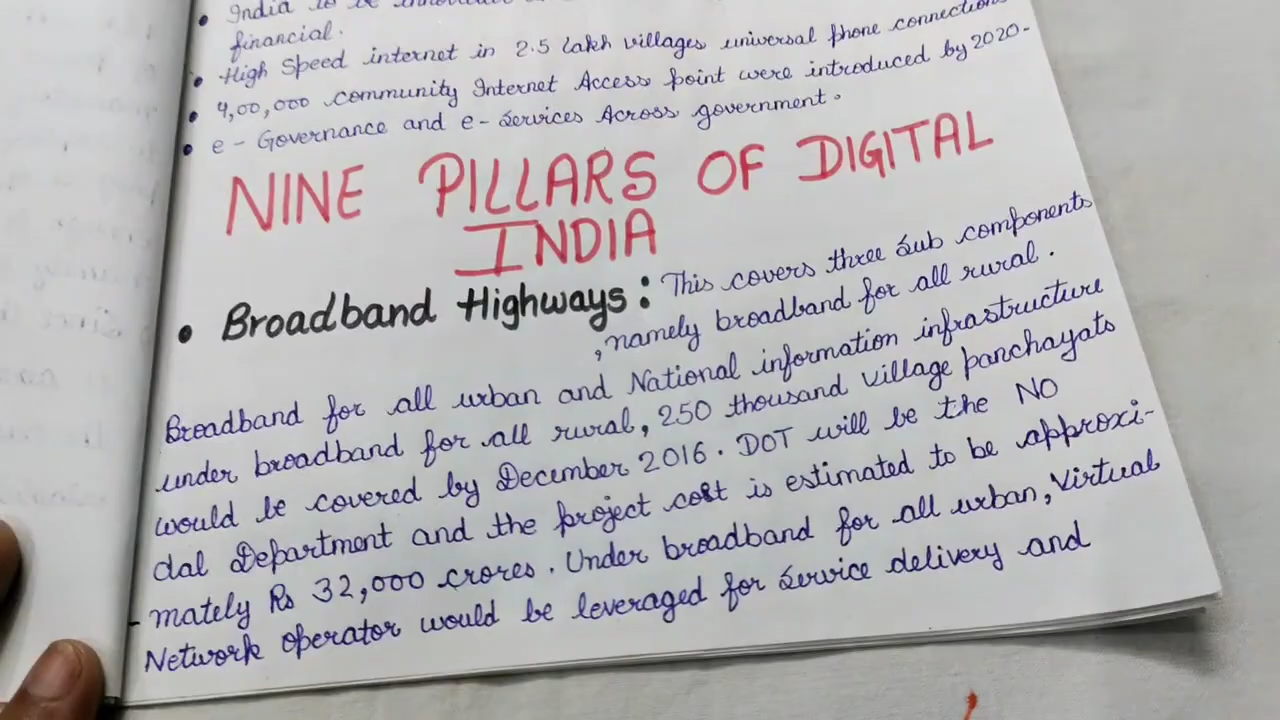 • India to be
financial.
• High Speed internet in 2.5 lakh villages universal phone connections
• 4,00,000 community Internet Access point were introduced by 2020-
• e-Governance and e-Services Across government.
NINE PILLARS OF DIGITAL
INDIA
• Broadband Highways: This covers three sub components
, namely broadband for all rural.
Broadband for all urban and National information infrastructure
under broadband for all rural, 250 thousand village panchayats
would be covered by December 2016. DOT will be the NO
dal Department and the project cost is estimated to be approxi-
-mately Rs 32,000 crores. Under broadband for all urban, Virtual
Network operator would be leveraged for service delivery and